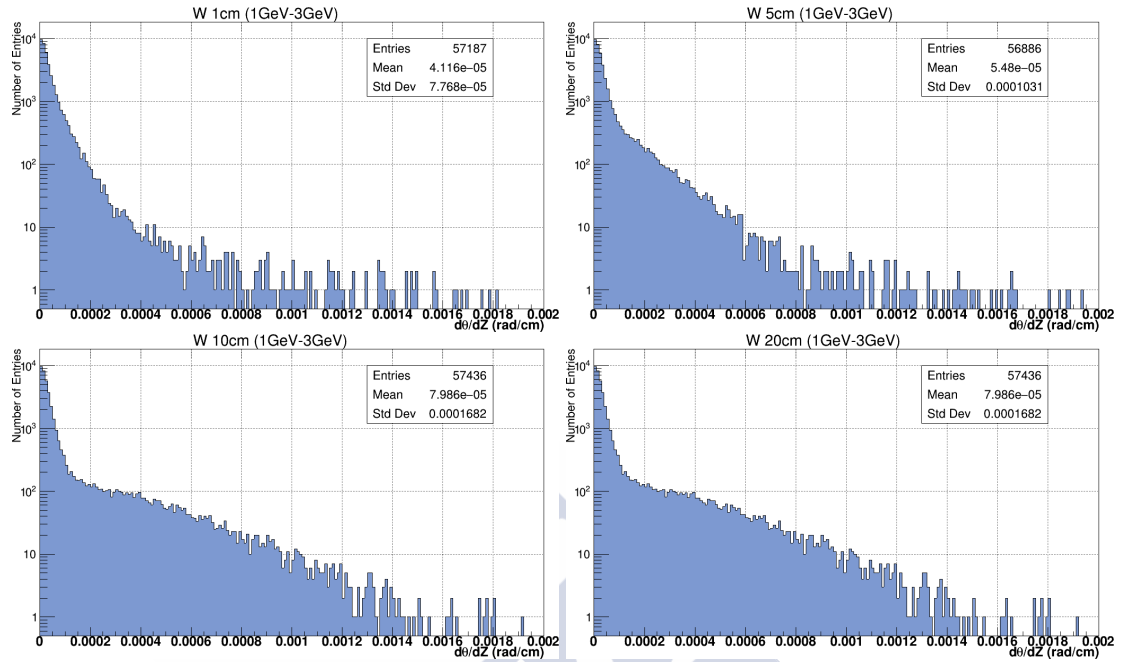 W 1cm (1GeV-3GeV)
Number of Entries
10⁴
10³
10²
10
1
Entries 57187
Mean 4.116e−05
Std Dev 7.768e−05
0 0.0002 0.0004 0.0006 0.0008 0.001 0.0012 0.0014 0.0016 0.0018 0.002
dθ/dZ (rad/cm)
W 5cm (1GeV-3GeV)
Number of Entries
10⁴
10³
10²
10
1
Entries 56886
Mean 5.48e−05
Std Dev 0.0001031
0 0.0002 0.0004 0.0006 0.0008 0.001 0.0012 0.0014 0.0016 0.0018 0.002
dθ/dZ (rad/cm)
W 10cm (1GeV-3GeV)
Number of Entries
10⁴
10³
10²
10
1
Entries 57436
Mean 7.986e−05
Std Dev 0.0001682
0 0.0002 0.0004 0.0006 0.0008 0.001 0.0012 0.0014 0.0016 0.0018 0.002
dθ/dZ (rad/cm)
W 20cm (1GeV-3GeV)
Number of Entries
10⁴
10³
10²
10
1
Entries 57436
Mean 7.986e−05
Std Dev 0.0001682
0 0.0002 0.0004 0.0006 0.0008 0.001 0.0012 0.0014 0.0016 0.0018 0.002
dθ/dZ (rad/cm)